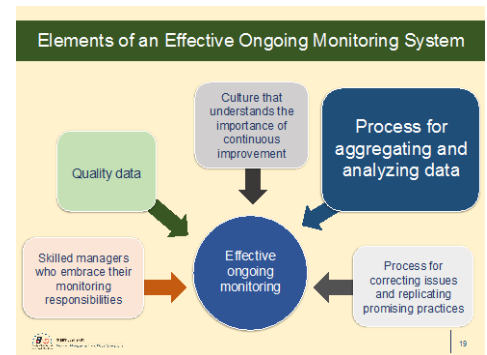 Elements of an Effective Ongoing Monitoring System
Culture that
understands the
importance of
continuous
improvement
Process for
aggregating and
analyzing data
Quality data
Effective
ongoing
monitoring
Skilled managers
who embrace their
monitoring
responsibilities
Process for
correcting issues
and replicating
promising practices
19